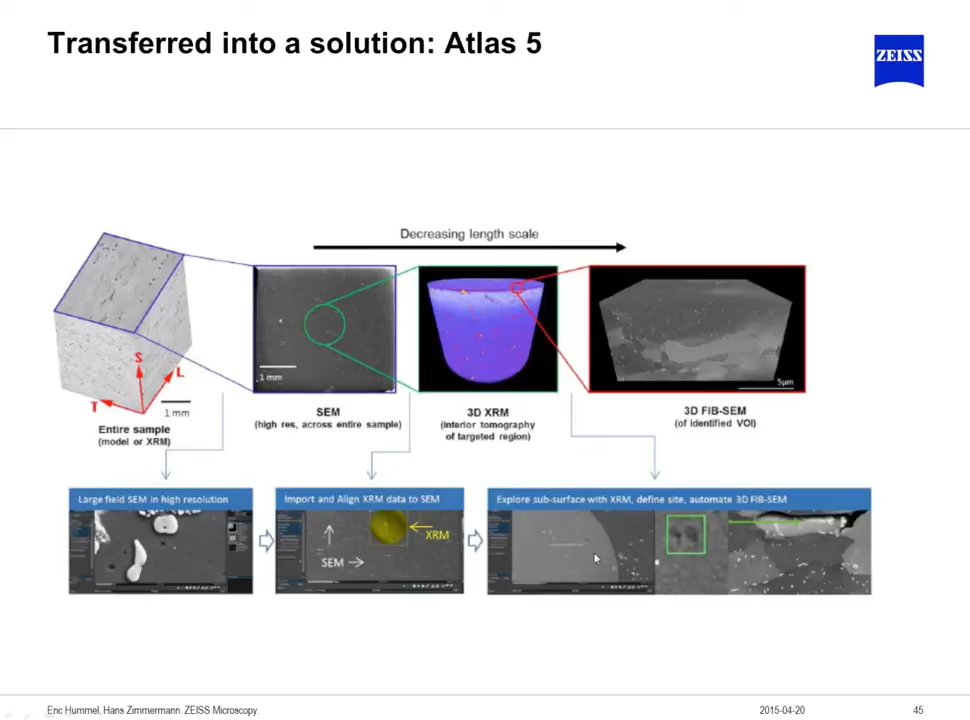 Transferred into a solution: Atlas 5
ZEISS
Decreasing length scale
S
L
T
1 mm
Entire sample
(model or XRM)
1 mm
SEM
(high res, across entire sample)
3D XRM
(interior tomography
of targeted region)
5µm
3D FIB-SEM
(of identified VOI)
Large field SEM in high resolution
Import and Align XRM data to SEM
XRM
SEM
Explore sub-surface with XRM, define site, automate 3D FIB-SEM
Eric Hummel, Hans Zimmermann. ZEISS Microscopy.
2015-04-20
45